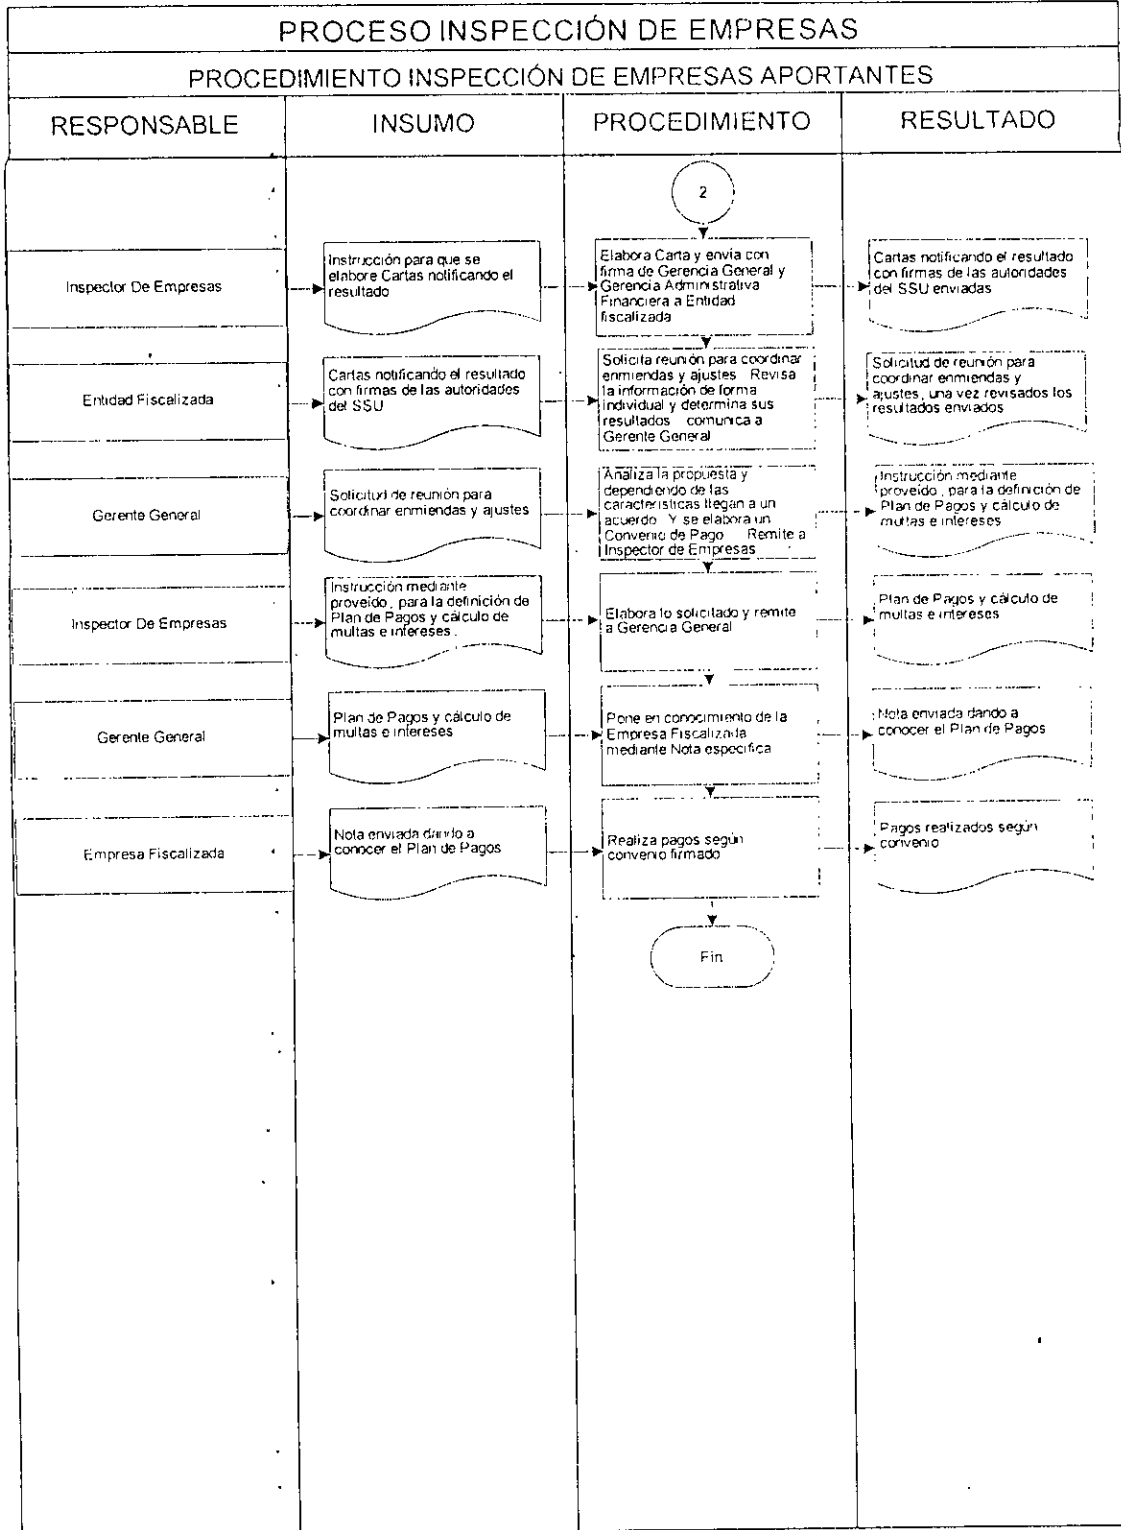 PROCESO INSPECCIÓN DE EMPRESAS
PROCEDIMIENTO INSPECCIÓN DE EMPRESAS APORTANTES
RESPONSABLE
INSUMO
PROCEDIMIENTO
RESULTADO
2
Inspector De Empresas
Instrucción para que se
elabore Cartas notificando el
resultado
Elabora Carta y envia con
firma de Gerencia General y
Gerencia Administrativa
Financiera a Entidad
fiscalizada
Cartas notificando el resultado
con firmas de las autoridades
del SSU enviadas
Entidad Fiscalizada
Cartas notificando el resultado
con firmas de las autoridades
del SSU
Solicita reunión para coordinar
enmiendas y ajustes Revisa
la información de forma
individual y determina sus
resultados comunica a
Gerente General
Solicitud de reunión para
coordinar enmiendas y
ajustes, una vez revisados los
resultados enviados
Gerente General
Solicitud de reunión para
coordinar enmiendas y ajustes
Analiza la propuesta y
dependiendo de las
características llegan a un
acuerdo Y se elabora un
Convenio de Pago Remite a
Inspector de Empresas
Instrucción mediante
proveido, para la definición de
Plan de Pagos y cálculo de
multas e intereses
Inspector De Empresas
Instrucción mediante
proveido, para la definición de
Plan de Pagos y cálculo de
multas e intereses.
Elabora lo solicitado y remite
a Gerencia General
Plan de Pagos y cálculo de
multas e intereses
Gerente General
Plan de Pagos y cálculo de
multas e intereses
Pone en conocimiento de la
Empresa Fiscalizada
mediante Nota especifica
Nota enviada dando a
conocer el Plan de Pagos
Empresa Fiscalizada
Nota enviada dando a
conocer el Plan de Pagos
Realiza pagos según
convenio firmado
Pagos realizados según
convenio
Fin